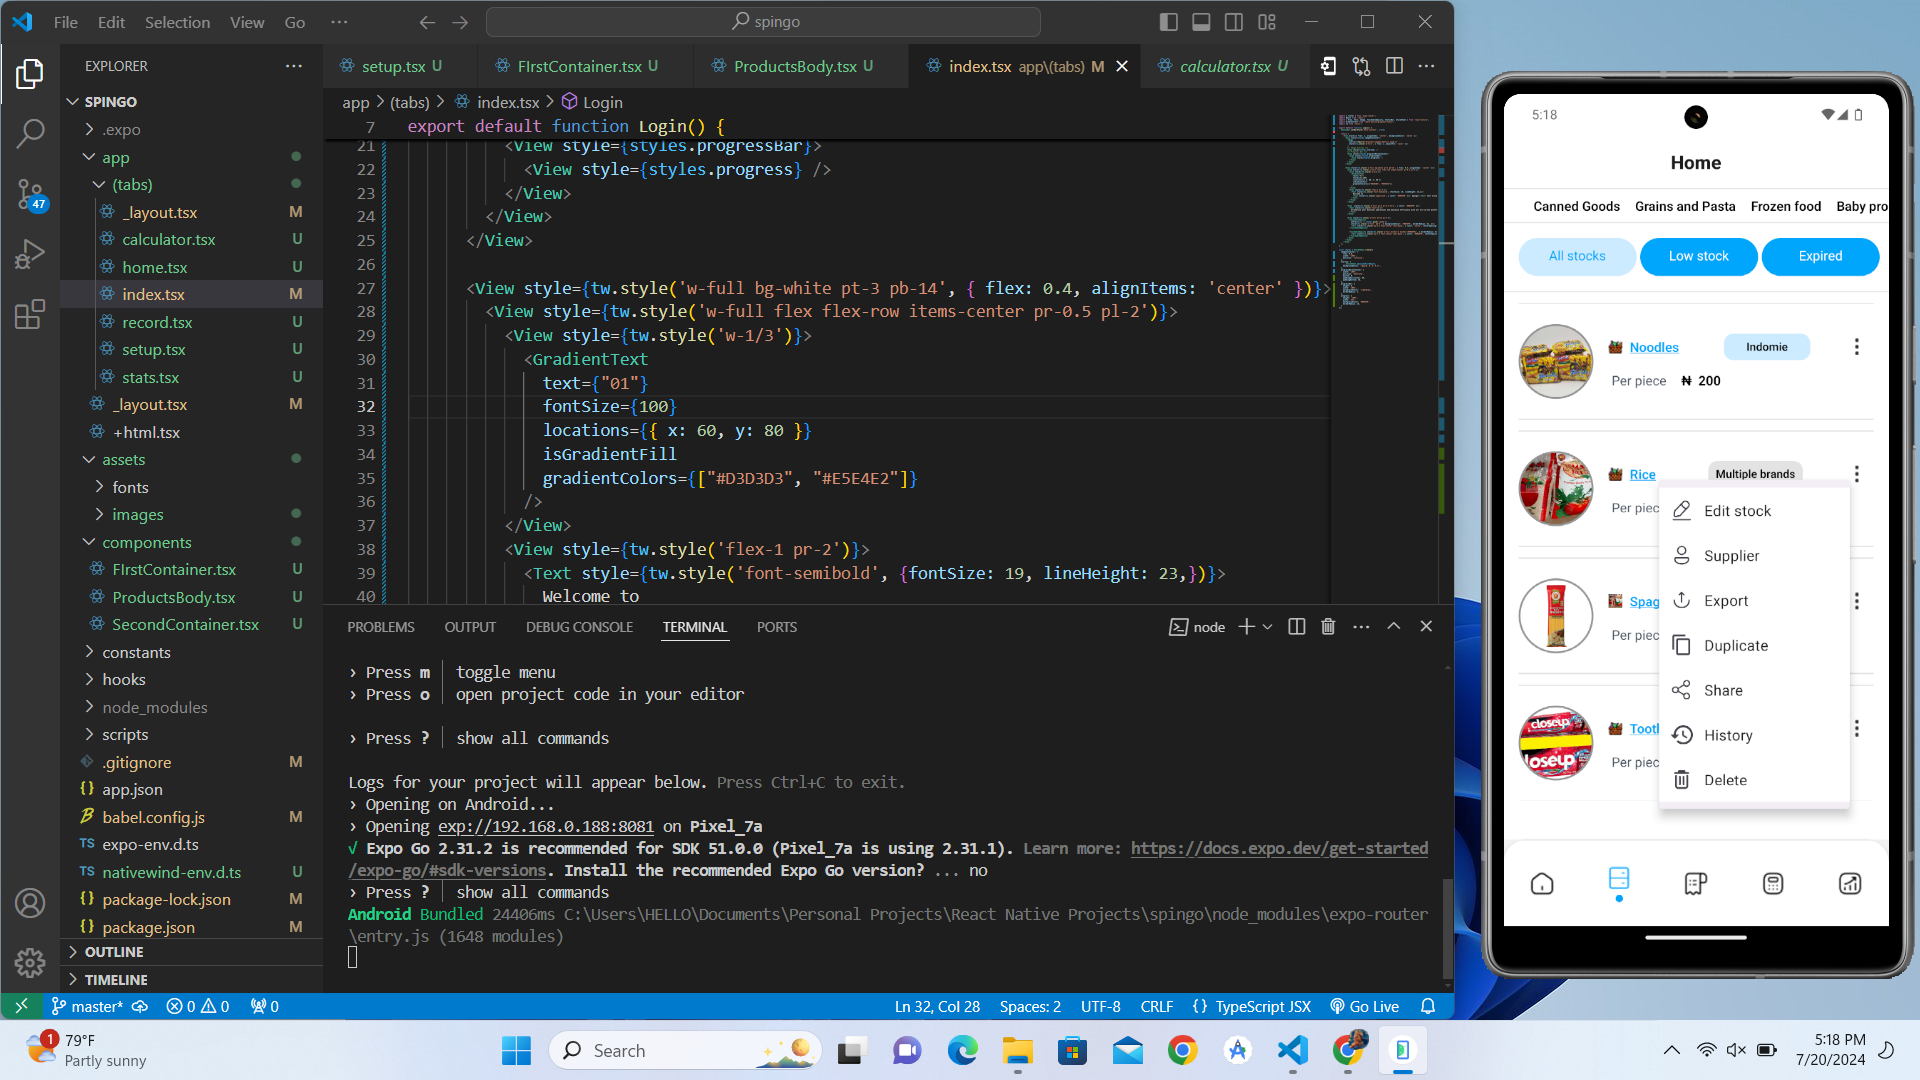 File Edit Selection View Go ··· spingo
EXPLORER ···
SPINGO
.expo
app
(tabs)
_layout.tsx M
calculator.tsx U
home.tsx U
index.tsx M
record.tsx U
setup.tsx U
stats.tsx U
_layout.tsx M
+html.tsx
assets
fonts
images
components
FIrstContainer.tsx U
ProductsBody.tsx U
SecondContainer.tsx U
constants
hooks
node_modules
scripts
.gitignore M
app.json
babel.config.js M
TS expo-env.d.ts
TS nativewind-env.d.ts U
package-lock.json M
package.json M
OUTLINE
TIMELINE
47
setup.tsx U FIrstContainer.tsx U ProductsBody.tsx U index.tsx app\(tabs) M calculator.tsx U
app > (tabs) > index.tsx > Login
7 export default function Login() {
21 <View style={styles.progressBar}>
22 <View style={styles.progress} />
23 </View>
24 </View>
25 </View>
26
27 <View style={tw.style('w-full bg-white pt-3 pb-14', { flex: 0.4, alignItems: 'center' })}>
28 <View style={tw.style('w-full flex flex-row items-center pr-0.5 pl-2')}>
29 <View style={tw.style('w-1/3')}>
30 <GradientText
31 text={"01"}
32 fontSize={100}
33 locations={{ x: 60, y: 80 }}
34 isGradientFill
35 gradientColors={["#D3D3D3", "#E5E4E2"]}
36 />
37 </View>
38 <View style={tw.style('flex-1 pr-2')}>
39 <Text style={tw.style('font-semibold', {fontSize: 19, lineHeight: 23,})}>
40 Welcome to
PROBLEMS OUTPUT DEBUG CONSOLE TERMINAL PORTS node
› Press m │ toggle menu
› Press o │ open project code in your editor
› Press ? │ show all commands
Logs for your project will appear below. Press Ctrl+C to exit.
› Opening on Android...
› Opening exp://192.168.0.188:8081 on Pixel_7a
√ Expo Go 2.31.2 is recommended for SDK 51.0.0 (Pixel_7a is using 2.31.1). Learn more: https://docs.expo.dev/get-started
/expo-go/#sdk-versions. Install the recommended Expo Go version? ... no
› Press ? │ show all commands
Android Bundled 24406ms C:\Users\HELLO\Documents\Personal Projects\React Native Projects\spingo\node_modules\expo-router
\entry.js (1648 modules)
master* 0 0 0 Ln 32, Col 28 Spaces: 2 UTF-8 CRLF {} TypeScript JSX Go Live
5:18
Home
Canned Goods Grains and Pasta Frozen food Baby pro
All stocks Low stock Expired
Noodles Indomie
Per piece ₦ 200
Rice Multiple brands
Per piec
Spag
Per piec
Toot
Per piec
closeup
loseup
Edit stock
Supplier
Export
Duplicate
Share
History
Delete
1
79°F
Partly sunny
Search
5:18 PM
7/20/2024